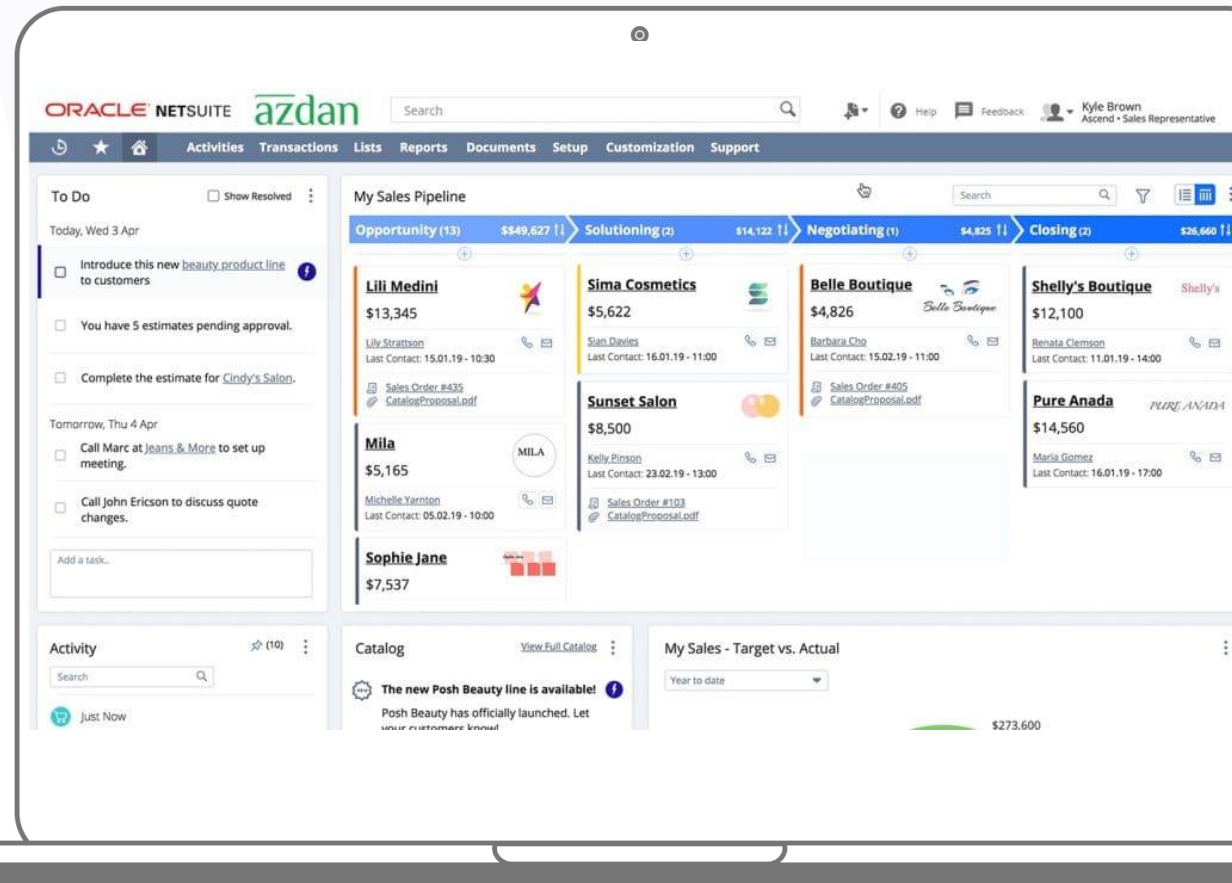 ORACLE NETSUITE azdan
Search
Help
Feedback
Kyle Brown
Ascend • Sales Representative
Activities Transactions Lists Reports Documents Setup Customization Support
To Do
Show Resolved
Today, Wed 3 Apr
Introduce this new beauty product line
to customers
You have 5 estimates pending approval.
Complete the estimate for Cindy's Salon.
Tomorrow, Thu 4 Apr
Call Marc at Jeans & More to set up
meeting.
Call John Ericson to discuss quote
changes.
Add a task..
My Sales Pipeline
Search
Opportunity (13) $$49,627
Lili Medini
$13,345
Lily Strattson
Last Contact: 15.01.19 - 10:30
Sales Order #435
CatalogProposal.pdf
Mila
MILA
$5,165
Michelle Yarnton
Last Contact: 05.02.19 - 10:00
Sophie Jane
$7,537
Solutioning (2) $14,122
Sima Cosmetics
$5,622
Sian Davies
Last Contact: 16.01.19 - 11:00
Sunset Salon
$8,500
Kelly Pinson
Last Contact: 23.02.19 - 13:00
Sales Order #103
CatalogProposal.pdf
Negotiating (1) $4,825
Belle Boutique
Belle Boutique
$4,826
Barbara Cho
Last Contact: 15.02.19 - 11:00
Sales Order #405
CatalogProposal.pdf
Closing (2) $26,660
Shelly's Boutique
Shelly's
$12,100
Renata Clemson
Last Contact: 11.01.19 - 14:00
Pure Anada
PURE ANADA
$14,560
Maria Gomez
Last Contact: 16.01.19 - 17:00
Activity
(10)
Search
Just Now
Catalog
View Full Catalog
The new Posh Beauty line is available!
Posh Beauty has officially launched. Let
your customers know!
My Sales - Target vs. Actual
Year to date
$273,600